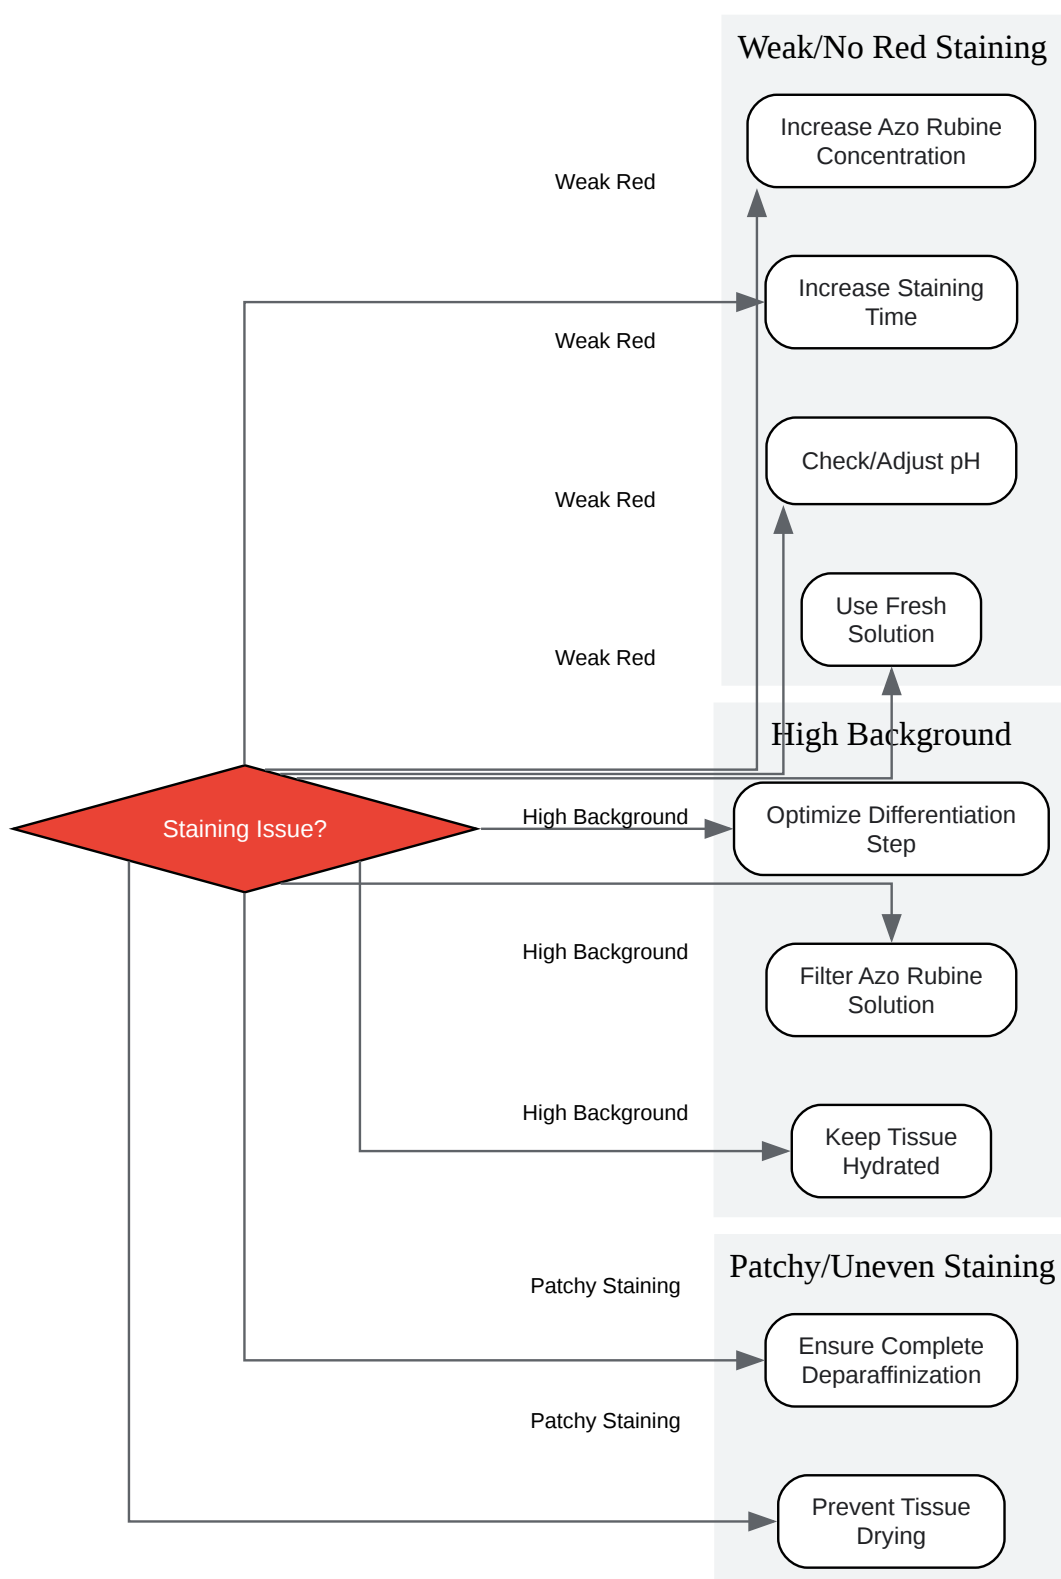 Weak/No Red Staining
Increase Azo Rubine
Concentration
Weak Red
Increase Staining
Time
Weak Red
Check/Adjust pH
Weak Red
Use Fresh
Solution
Weak Red
High Background
Staining Issue?
High Background
Optimize Differentiation
Step
High Background
Filter Azo Rubine
Solution
High Background
Keep Tissue
Hydrated
Patchy/Uneven Staining
Patchy Staining
Ensure Complete
Deparaffinization
Patchy Staining
Prevent Tissue
Drying